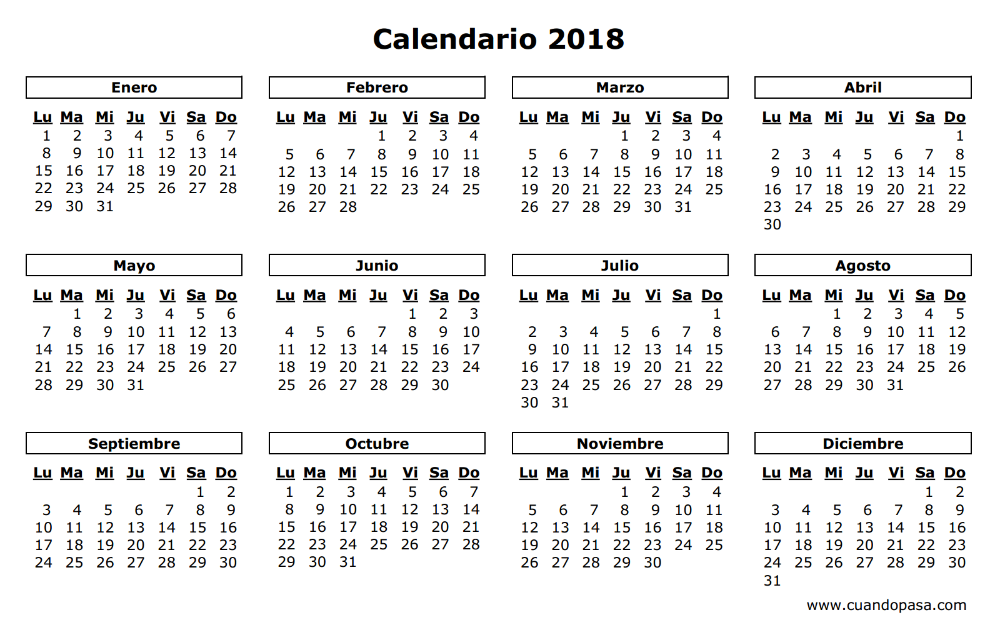 Calendario 2018
Enero
Lu Ma Mi Ju Vi Sa Do
1 2 3 4 5 6 7
8 9 10 11 12 13 14
15 16 17 18 19 20 21
22 23 24 25 26 27 28
29 30 31
Febrero
Lu Ma Mi Ju Vi Sa Do
1 2 3 4
5 6 7 8 9 10 11
12 13 14 15 16 17 18
19 20 21 22 23 24 25
26 27 28
Marzo
Lu Ma Mi Ju Vi Sa Do
1 2 3 4
5 6 7 8 9 10 11
12 13 14 15 16 17 18
19 20 21 22 23 24 25
26 27 28 29 30 31
Abril
Lu Ma Mi Ju Vi Sa Do
1
2 3 4 5 6 7 8
9 10 11 12 13 14 15
16 17 18 19 20 21 22
23 24 25 26 27 28 29
30
Mayo
Lu Ma Mi Ju Vi Sa Do
1 2 3 4 5 6
7 8 9 10 11 12 13
14 15 16 17 18 19 20
21 22 23 24 25 26 27
28 29 30 31
Junio
Lu Ma Mi Ju Vi Sa Do
1 2 3
4 5 6 7 8 9 10
11 12 13 14 15 16 17
18 19 20 21 22 23 24
25 26 27 28 29 30
Julio
Lu Ma Mi Ju Vi Sa Do
1
2 3 4 5 6 7 8
9 10 11 12 13 14 15
16 17 18 19 20 21 22
23 24 25 26 27 28 29
30 31
Agosto
Lu Ma Mi Ju Vi Sa Do
1 2 3 4 5
6 7 8 9 10 11 12
13 14 15 16 17 18 19
20 21 22 23 24 25 26
27 28 29 30 31
Septiembre
Lu Ma Mi Ju Vi Sa Do
1 2
3 4 5 6 7 8 9
10 11 12 13 14 15 16
17 18 19 20 21 22 23
24 25 26 27 28 29 30
Octubre
Lu Ma Mi Ju Vi Sa Do
1 2 3 4 5 6 7
8 9 10 11 12 13 14
15 16 17 18 19 20 21
22 23 24 25 26 27 28
29 30 31
Noviembre
Lu Ma Mi Ju Vi Sa Do
1 2 3 4
5 6 7 8 9 10 11
12 13 14 15 16 17 18
19 20 21 22 23 24 25
26 27 28 29 30
Diciembre
Lu Ma Mi Ju Vi Sa Do
1 2
3 4 5 6 7 8 9
10 11 12 13 14 15 16
17 18 19 20 21 22 23
24 25 26 27 28 29 30
31
www.cuandopasa.com